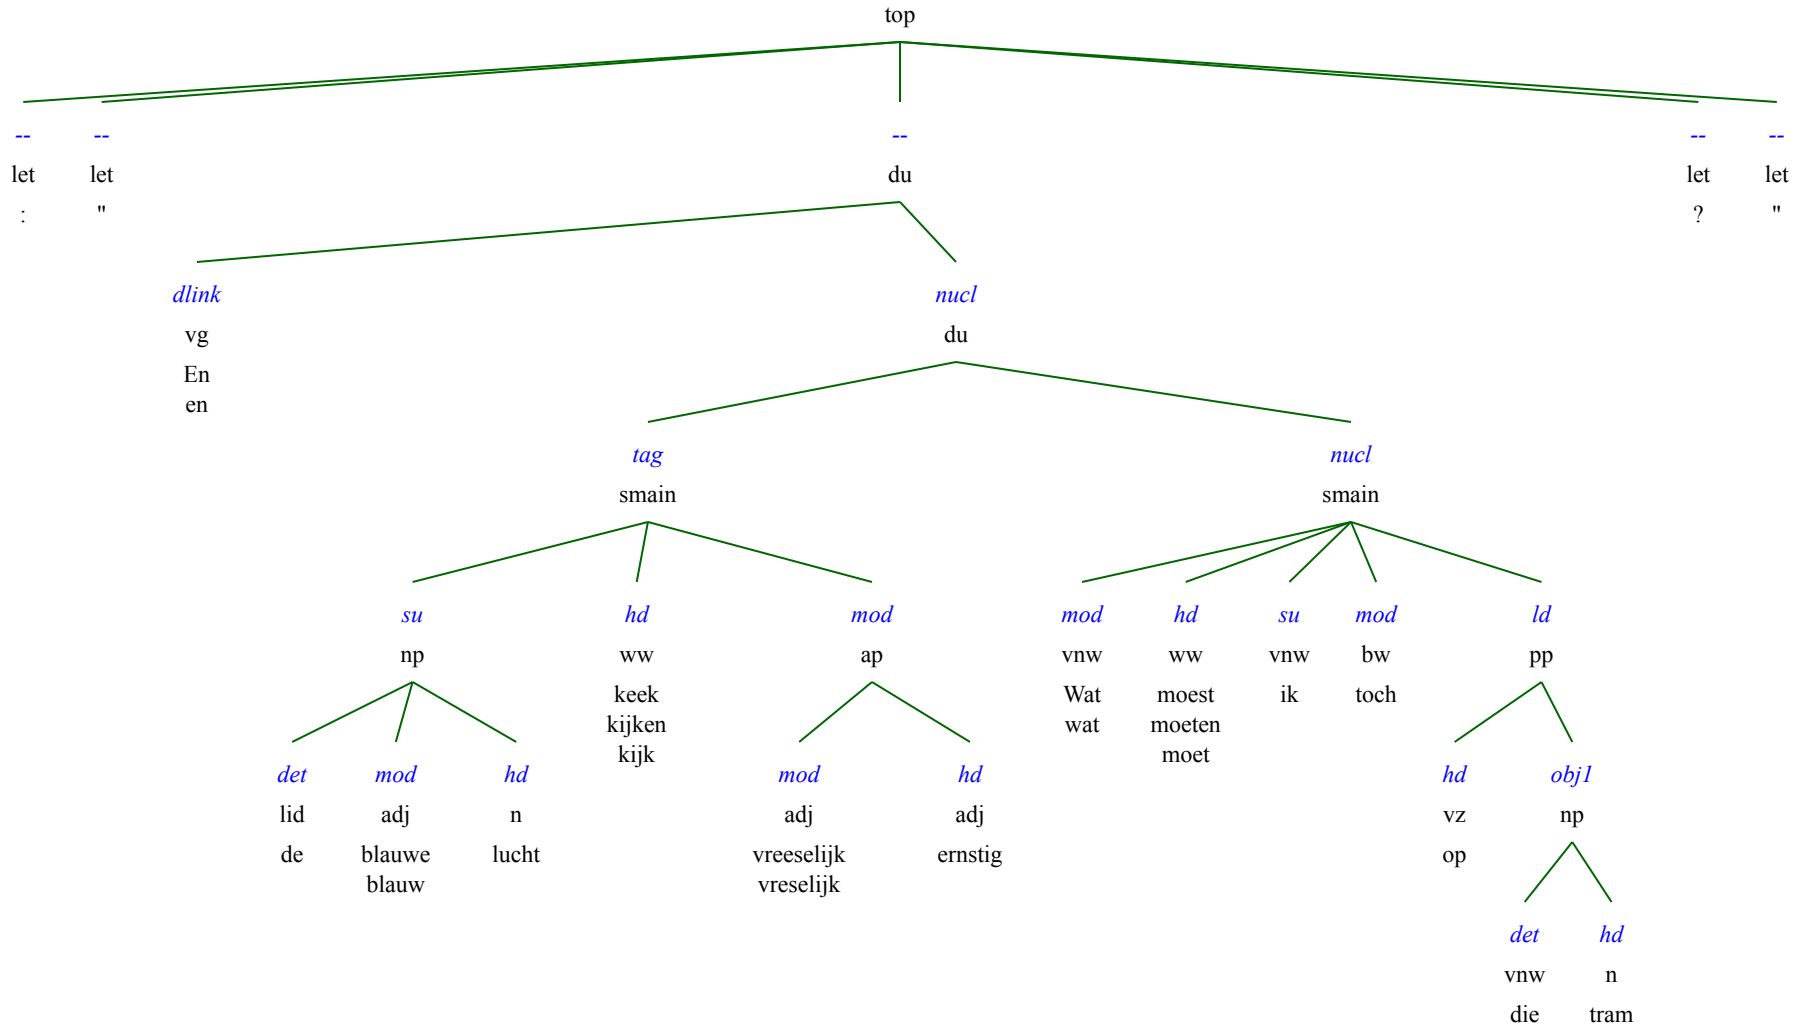 top
-- -- -- -- --
let let du let let
: " ? "
dlink nucl
vg du
En
en
tag nucl
smain smain
su hd mod mod hd su mod ld
np ww ap vnw ww vnw bw pp
keek Wat moest ik toch
kijken wat moeten
kijk moet
det mod hd mod hd hd obj1
lid adj n adj adj vz np
de blauwe lucht vreeselijk ernstig op
blauw vreselijk
det hd
vnw n
die tram